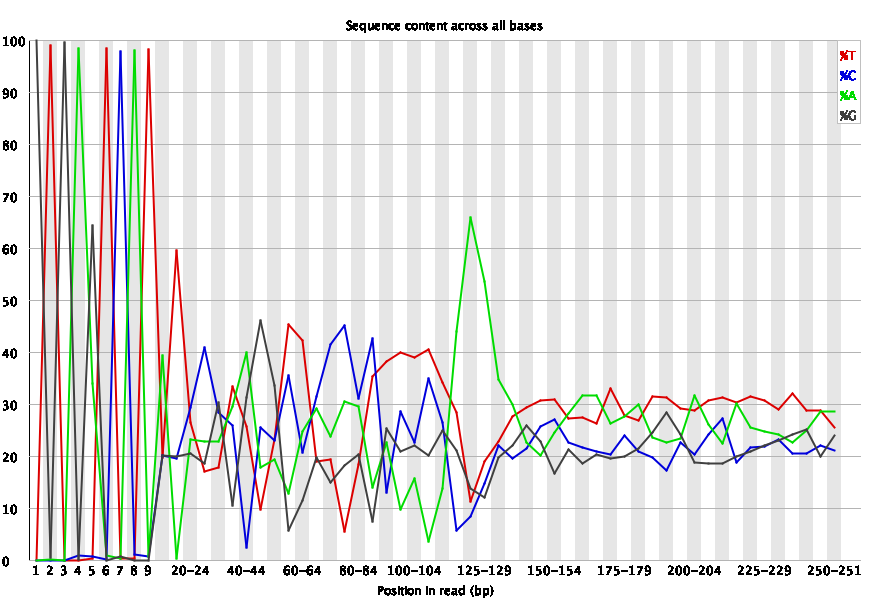 Sequence content across all bases
100
90
80
70
60
50
40
30
20
10
0
%T
%C
%A
%G
1 2 3 4 5 6 7 8 9 20-24 40-44 60-64 80-84 100-104 125-129 150-154 175-179 200-204 225-229 250-251
Position in read (bp)